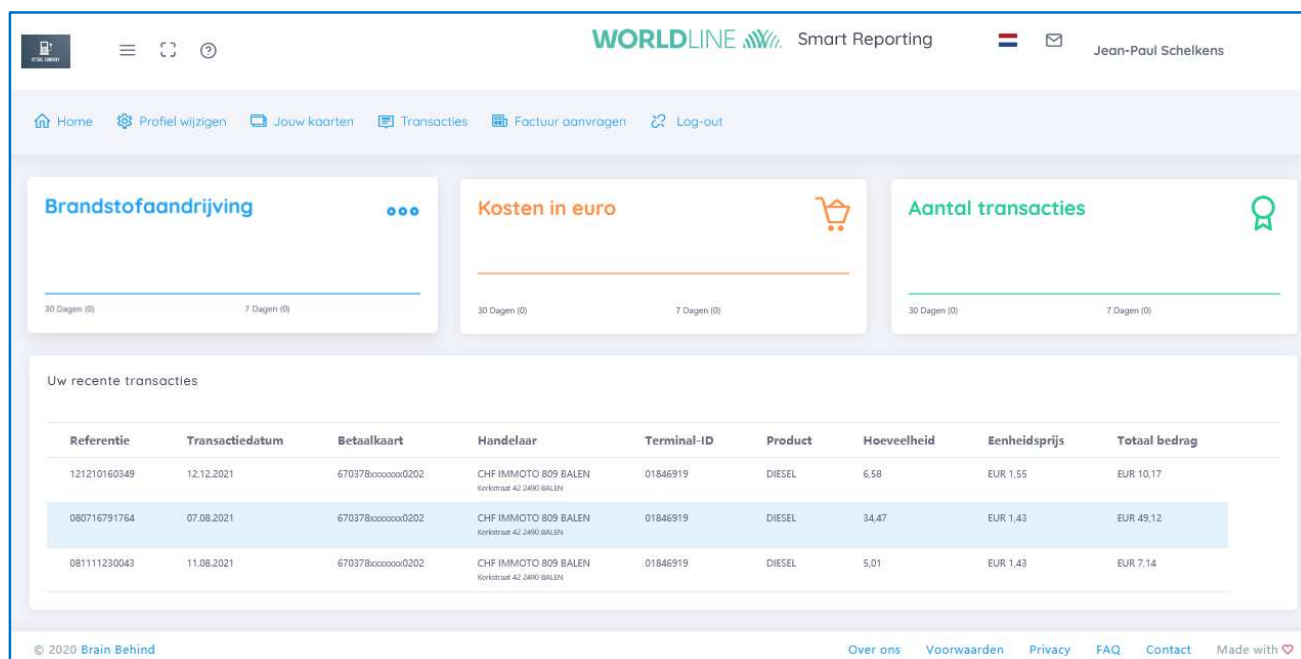 RETAIL COMPANY
WORLDLINE Smart Reporting
Jean-Paul Schelkens
Home Profiel wijzigen Jouw kaarten Transacties Factuur aanvragen Log-out
Brandstofaandrijving
Kosten in euro
Aantal transacties
30 Dagen (0) 7 Dagen (0)
30 Dagen (0) 7 Dagen (0)
30 Dagen (0) 7 Dagen (0)
Uw recente transacties
Referentie Transactiedatum Betaalkaart Handelaar Terminal-ID Product Hoeveelheid Eenheidsprijs Totaal bedrag
121210160349 12.12.2021 670378xxxxxxx0202 CHF IMMOTO 809 BALEN 01846919 DIESEL 6,58 EUR 1,55 EUR 10,17
Kerkstraat 42 2490 BALEN
080716791764 07.08.2021 670378xxxxxxx0202 CHF IMMOTO 809 BALEN 01846919 DIESEL 34,47 EUR 1,43 EUR 49,12
Kerkstraat 42 2490 BALEN
081111230043 11.08.2021 670378xxxxxxx0202 CHF IMMOTO 809 BALEN 01846919 DIESEL 5,01 EUR 1,43 EUR 7,14
Kerkstraat 42 2490 BALEN
© 2020 Brain Behind
Over ons Voorwaarden Privacy FAQ Contact Made with ♡